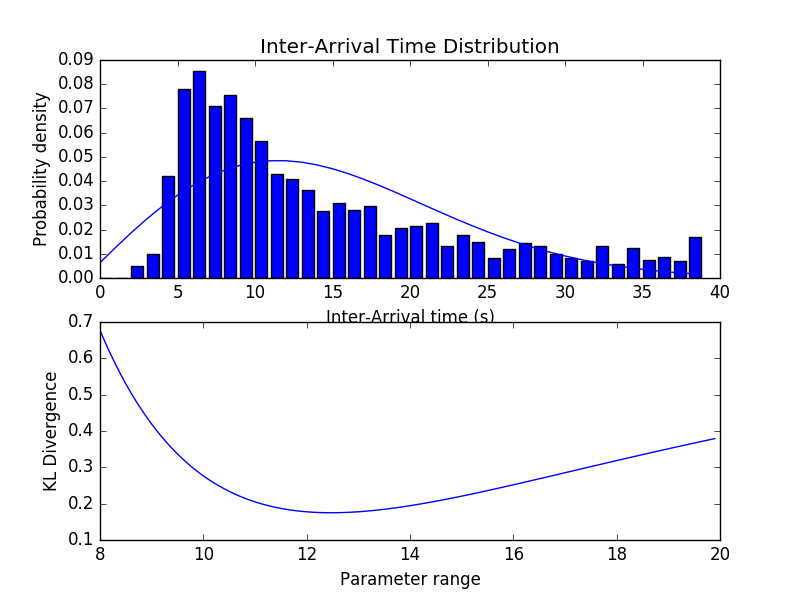 Inter-Arrival Time Distribution
0.09
0.08
0.07
0.06
0.05
0.04
0.03
0.02
0.01
0.00
Probability density
0 5 10 15 20 25 30 35 40
Inter-Arrival time (s)
0.7
0.6
0.5
0.4
0.3
0.2
0.1
KL Divergence
8 10 12 14 16 18 20
Parameter range